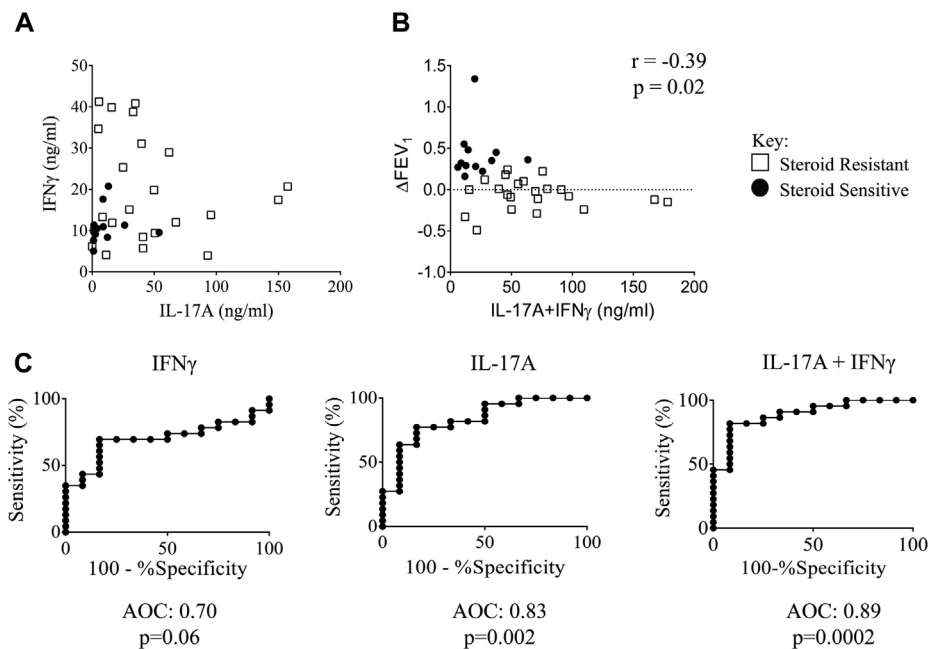 A
B
50
40
30
20
10
0
IFNγ (ng/ml)
0 50 100 150 200
IL-17A (ng/ml)
r = -0.39
p = 0.02
1.5
1.0
0.5
0.0
-0.5
-1.0
ΔFEV1
0 50 100 150 200
IL-17A+IFNγ (ng/ml)
Key:
Steroid Resistant
Steroid Sensitive
C
IFNγ
100
50
0
Sensitivity (%)
0 50 100
100 - %Specificity
AOC: 0.70
p=0.06
IL-17A
100
50
0
Sensitivity (%)
0 50 100
100 - %Specificity
AOC: 0.83
p=0.002
IL-17A + IFNγ
100
50
0
Sensitivity (%)
0 50 100
100-%Specificity
AOC: 0.89
p=0.0002